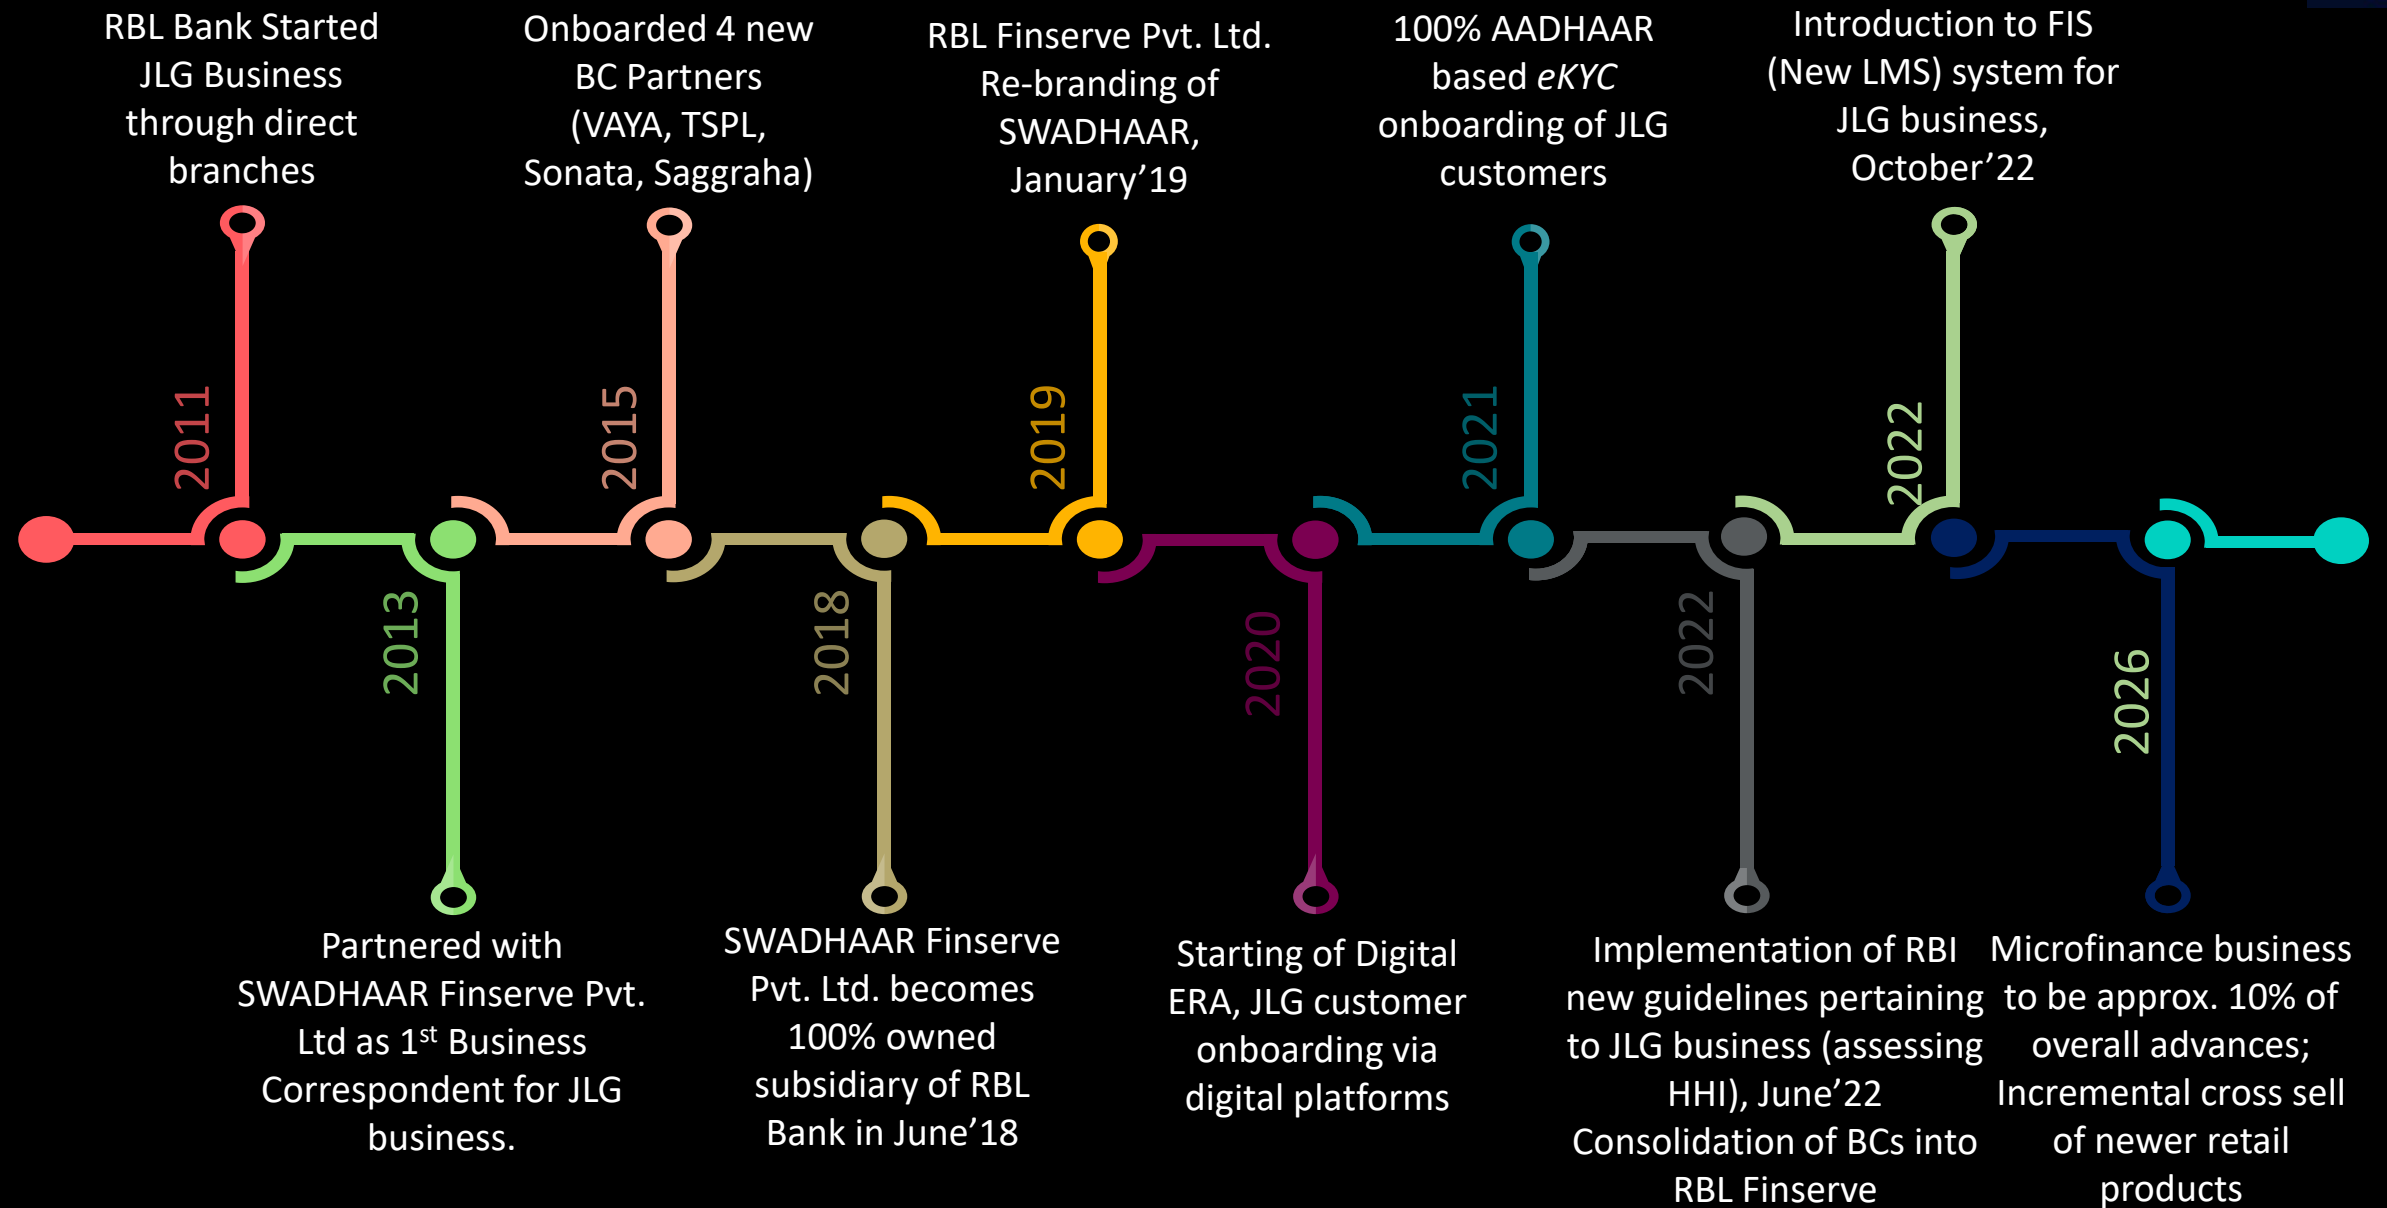 RBL Bank Started
JLG Business
through direct
branches
2011
Partnered with
SWADHAAR Finserve Pvt.
Ltd as 1st Business
Correspondent for JLG
business.
2013
Onboarded 4 new
BC Partners
(VAYA, TSPL,
Sonata, Saggraha)
2015
SWADHAAR Finserve
Pvt. Ltd. becomes
100% owned
subsidiary of RBL
Bank in June’18
2018
RBL Finserve Pvt. Ltd.
Re-branding of
SWADHAAR,
January’19
2019
Starting of Digital
ERA, JLG customer
onboarding via
digital platforms
2020
100% AADHAAR
based eKYC
onboarding of JLG
customers
2021
Implementation of RBI
new guidelines pertaining
to JLG business (assessing
HHI), June’22
Consolidation of BCs into
RBL Finserve
2022
Introduction to FIS
(New LMS) system for
JLG business,
October’22
2022
Microfinance business
to be approx. 10% of
overall advances;
Incremental cross sell
of newer retail
products
2026